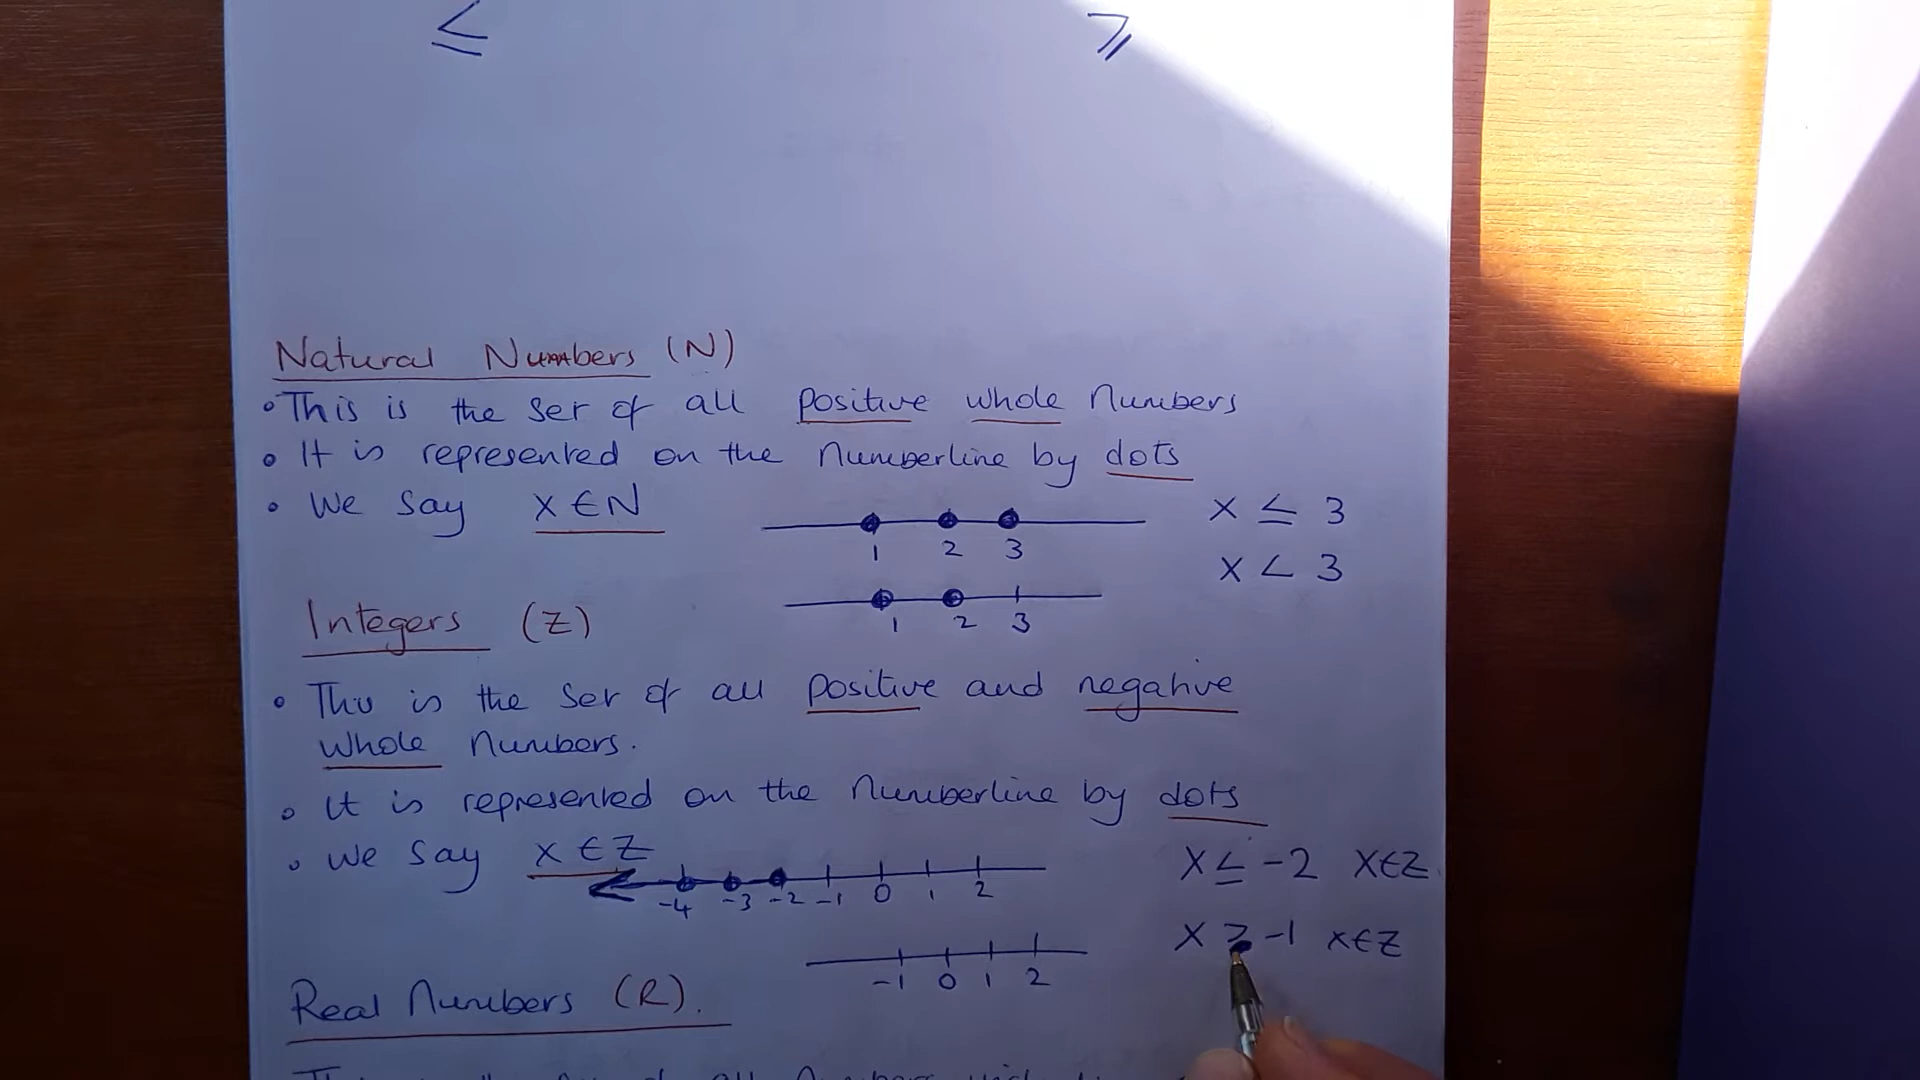 ≤ ≥
Natural Numbers (N)
• This is the set of all positive whole numbers
• It is represented on the numberline by dots
• We say X ∈ N
1 2 3
X ≤ 3
X < 3
1 2 3
Integers (Z)
• This is the set of all positive and negative
whole numbers.
• It is represented on the numberline by dots
• We say X ∈ Z
-4 -3 -2 -1 0 1 2
X ≤ -2 X∈Z
X ≥ -1 X∈Z
-1 0 1 2
Real Numbers (R).